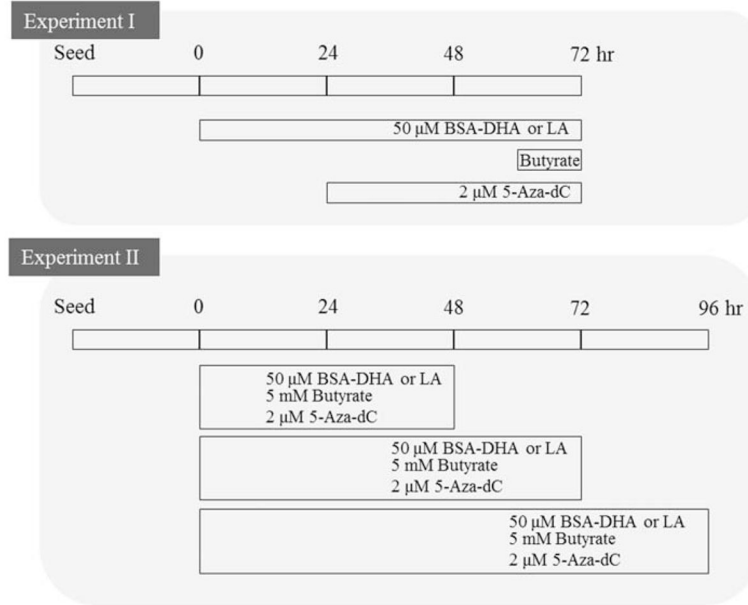 Experiment I
Seed 0 24 48 72 hr
50 μM BSA-DHA or LA
Butyrate
2 μM 5-Aza-dC
Experiment II
Seed 0 24 48 72 96 hr
50 μM BSA-DHA or LA
5 mM Butyrate
2 μM 5-Aza-dC
50 μM BSA-DHA or LA
5 mM Butyrate
2 μM 5-Aza-dC
50 μM BSA-DHA or LA
5 mM Butyrate
2 μM 5-Aza-dC